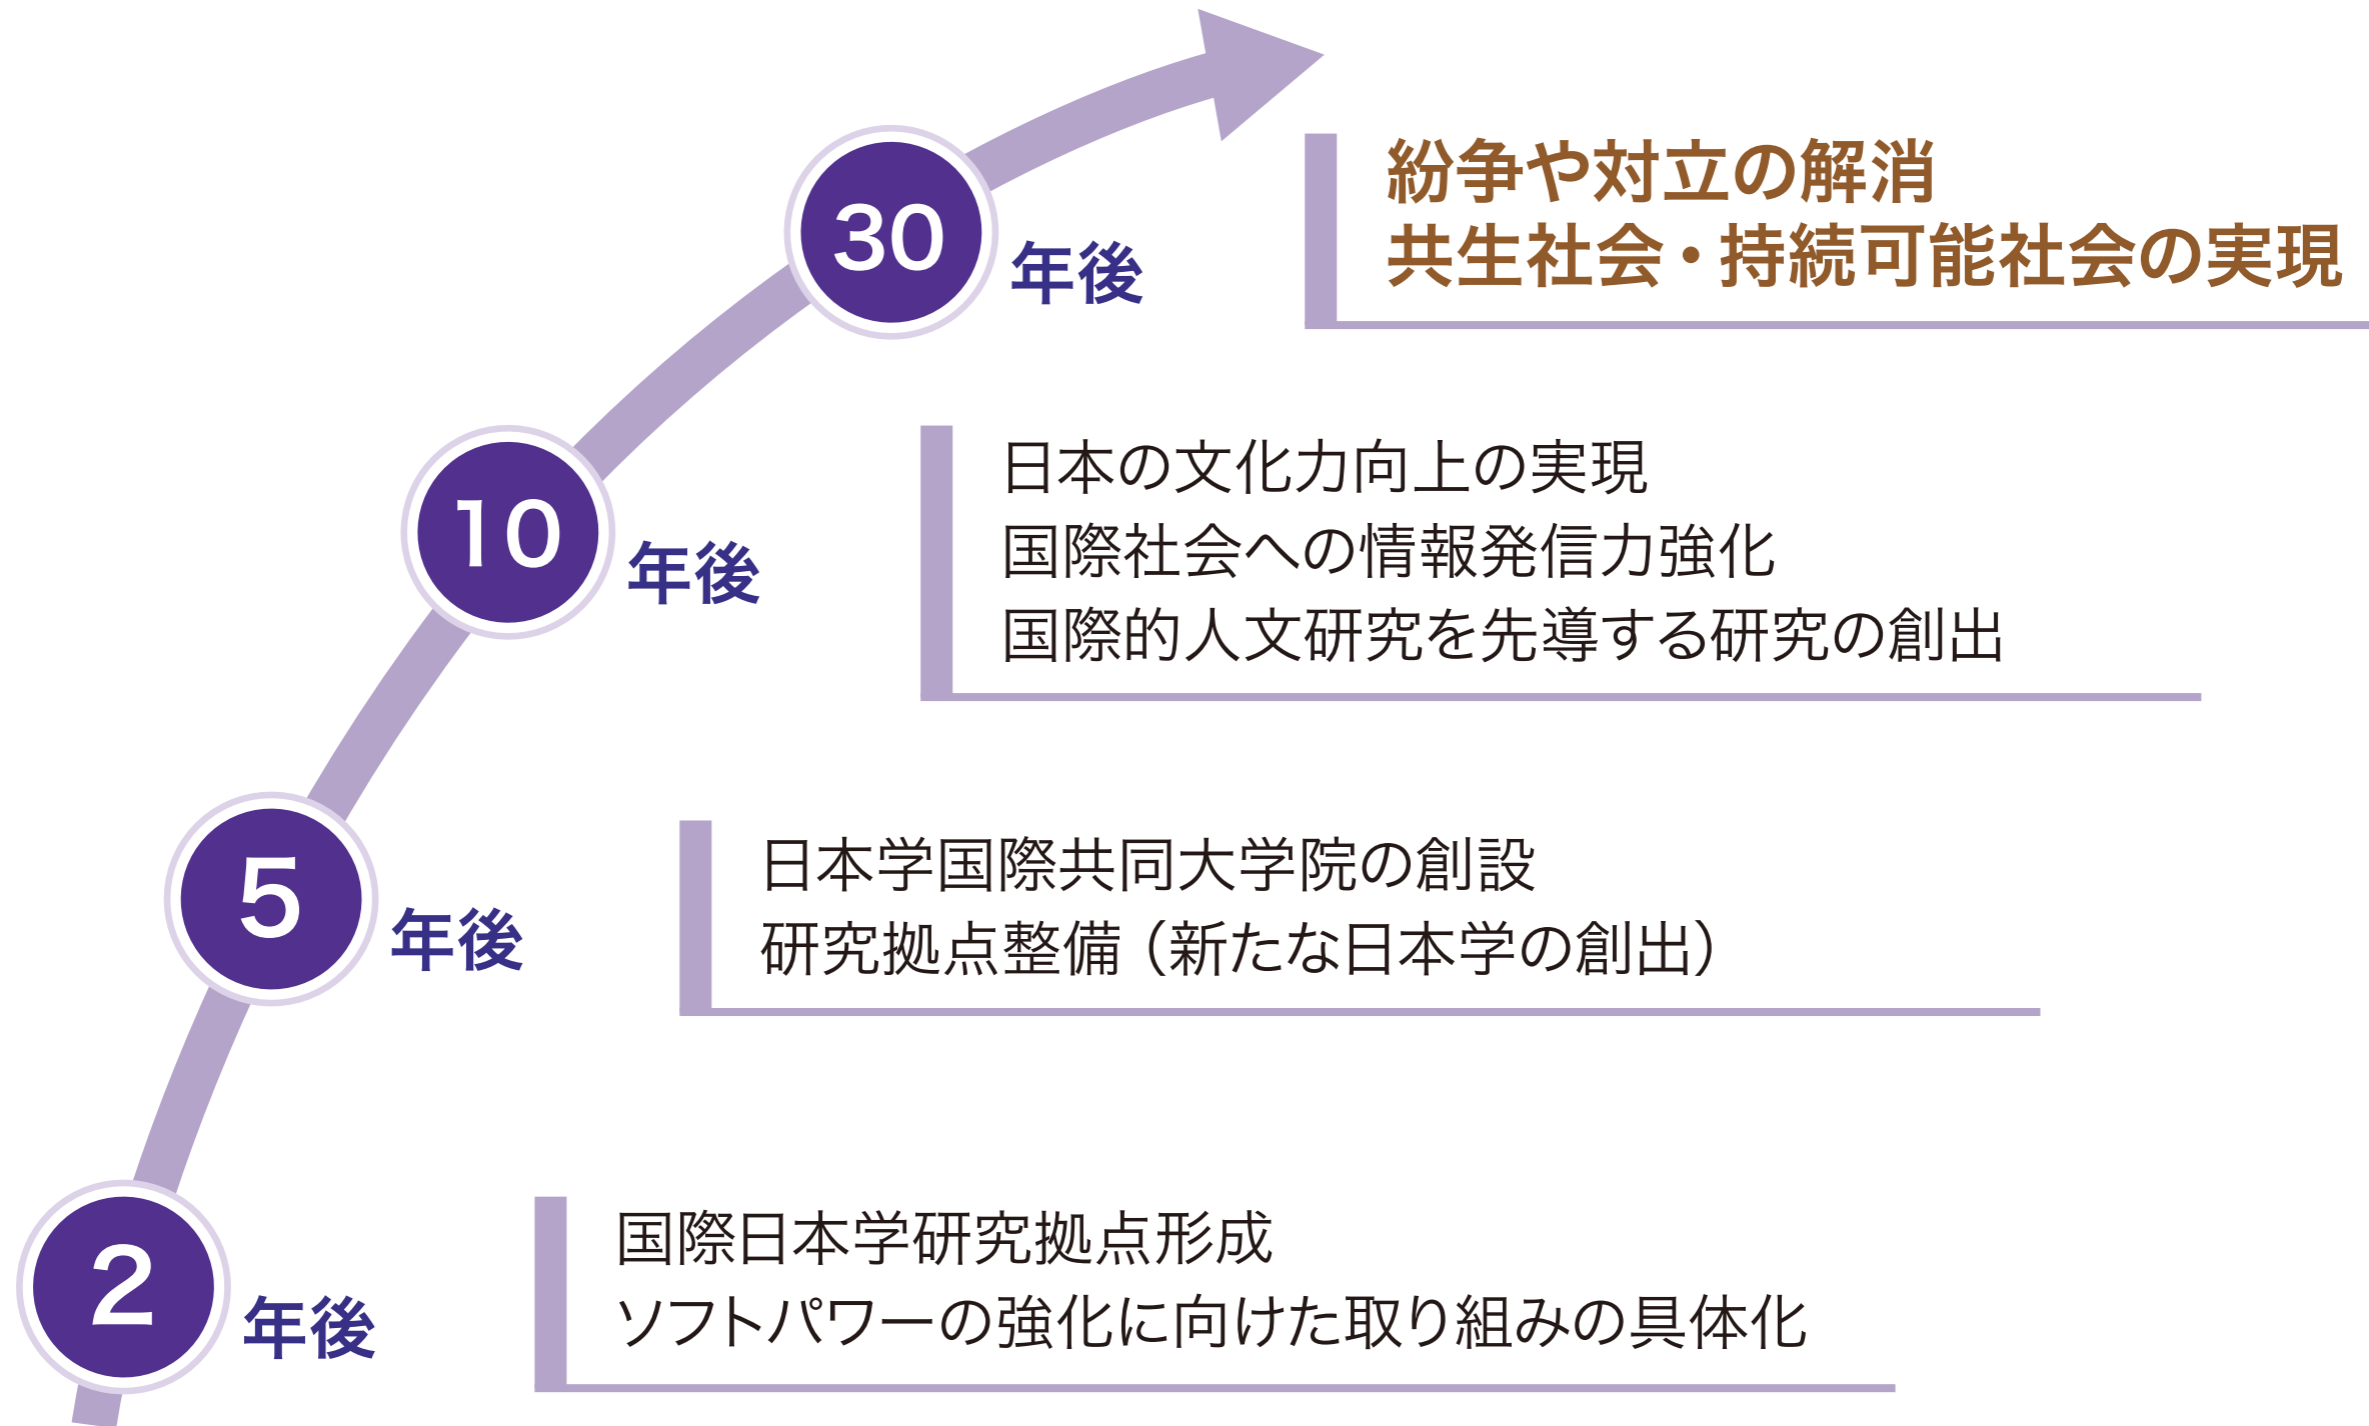 30年後
紛争や対立の解消
共生社会・持続可能社会の実現
10年後
日本の文化力向上の実現
国際社会への情報発信力強化
国際的人文研究を先導する研究の創出
5年後
日本学国際共同大学院の創設
研究拠点整備（新たな日本学の創出）
2年後
国際日本学研究拠点形成
ソフトパワーの強化に向けた取り組みの具体化